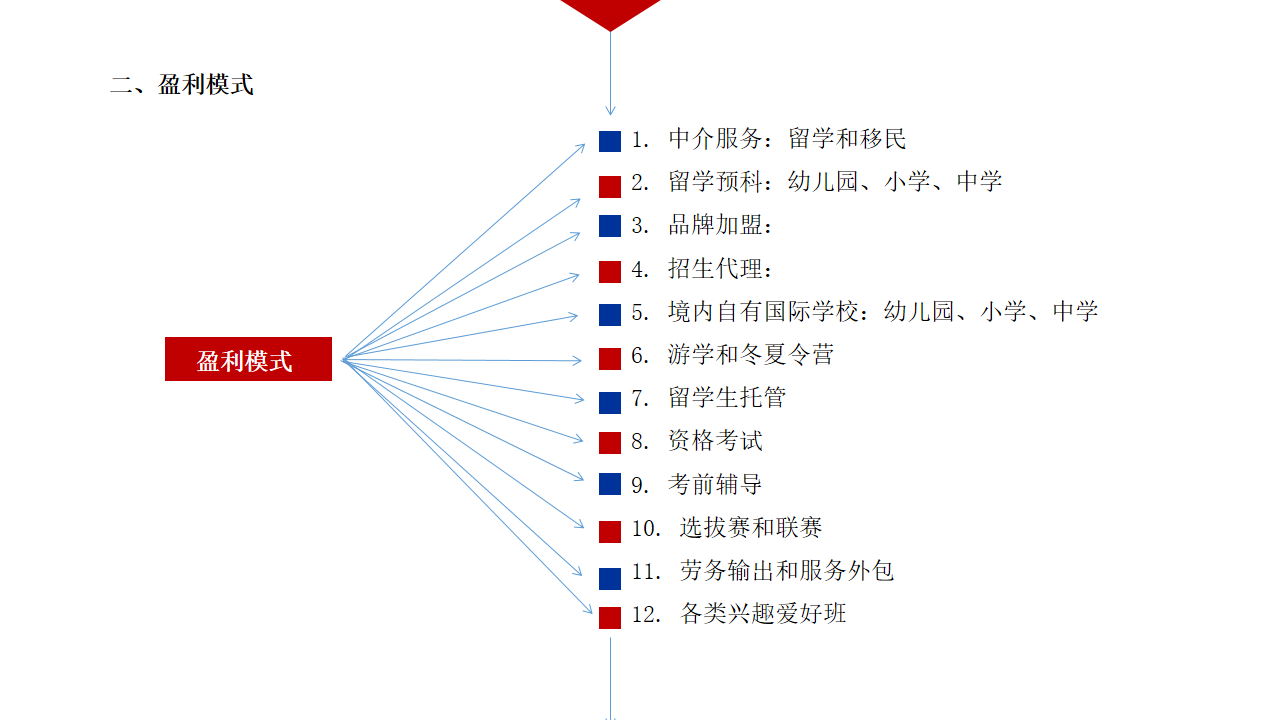 二、盈利模式
1. 中介服务：留学和移民
2. 留学预科：幼儿园、小学、中学
3. 品牌加盟：
4. 招生代理：
5. 境内自有国际学校：幼儿园、小学、中学
盈利模式
6. 游学和冬夏令营
7. 留学生托管
8. 资格考试
9. 考前辅导
10. 选拔赛和联赛
11. 劳务输出和服务外包
12. 各类兴趣爱好班